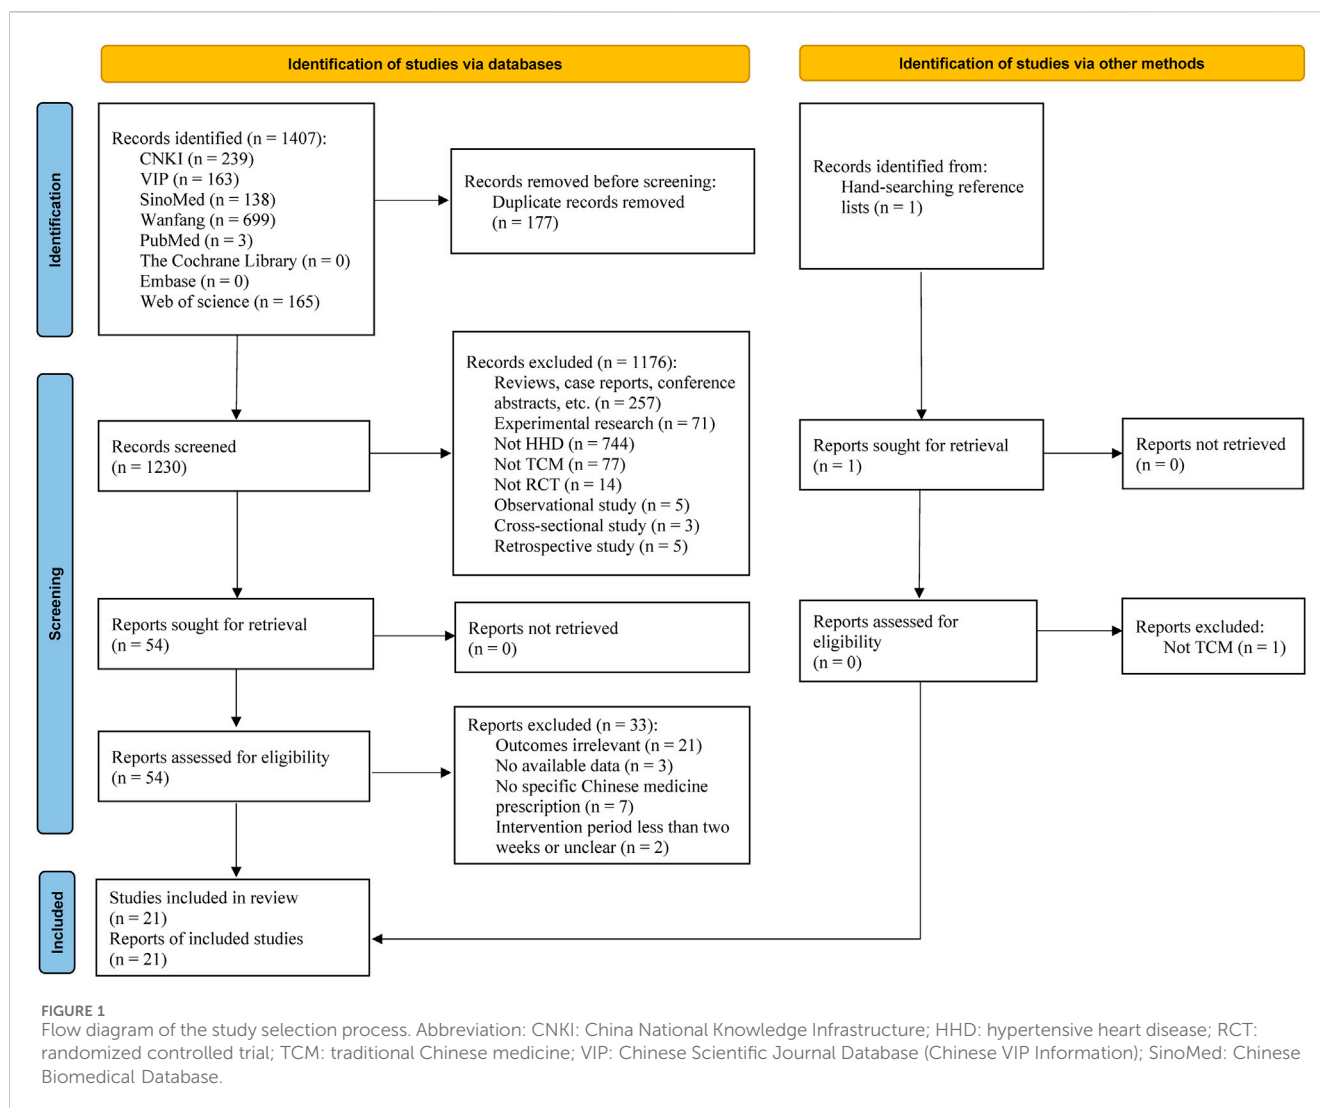 Identification of studies via databases
Identification of studies via other methods
Identification
Records identified (n = 1407):
CNKI (n = 239)
VIP (n = 163)
SinoMed (n = 138)
Wanfang (n = 699)
PubMed (n = 3)
The Cochrane Library (n = 0)
Embase (n = 0)
Web of science (n = 165)
Records removed before screening:
Duplicate records removed
(n = 177)
Records identified from:
Hand-searching reference
lists (n = 1)
Screening
Records screened
(n = 1230)
Records excluded (n = 1176):
Reviews, case reports, conference
abstracts, etc. (n = 257)
Experimental research (n = 71)
Not HHD (n = 744)
Not TCM (n = 77)
Not RCT (n = 14)
Observational study (n = 5)
Cross-sectional study (n = 3)
Retrospective study (n = 5)
Reports sought for retrieval
(n = 1)
Reports not retrieved
(n = 0)
Reports sought for retrieval
(n = 54)
Reports not retrieved
(n = 0)
Reports assessed for
eligibility
(n = 0)
Reports excluded:
Not TCM (n = 1)
Reports assessed for eligibility
(n = 54)
Reports excluded (n = 33):
Outcomes irrelevant (n = 21)
No available data (n = 3)
No specific Chinese medicine
prescription (n = 7)
Intervention period less than two
weeks or unclear (n = 2)
Included
Studies included in review
(n = 21)
Reports of included studies
(n = 21)
FIGURE 1
Flow diagram of the study selection process. Abbreviation: CNKI: China National Knowledge Infrastructure; HHD: hypertensive heart disease; RCT:
randomized controlled trial; TCM: traditional Chinese medicine; VIP: Chinese Scientific Journal Database (Chinese VIP Information); SinoMed: Chinese
Biomedical Database.